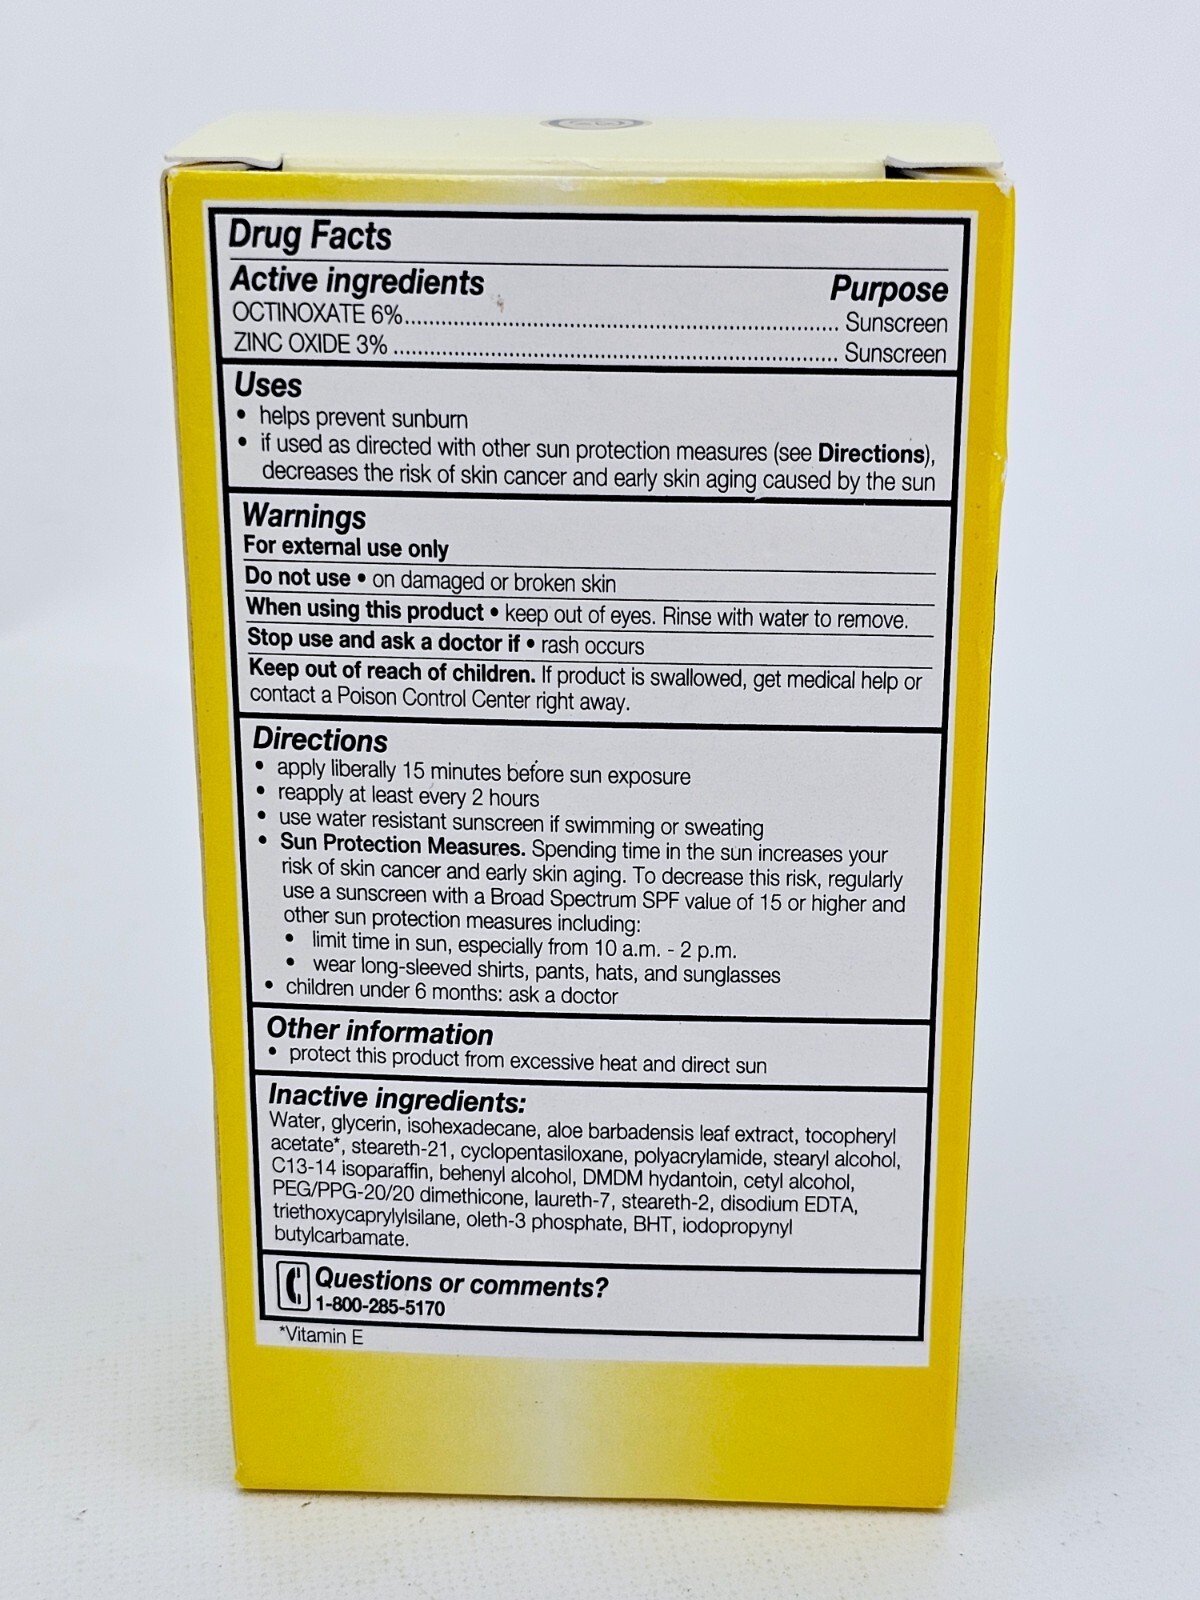 Drug Facts
Active ingredients Purpose
OCTINOXATE 6%........................................................................ Sunscreen
ZINC OXIDE 3% ......................................................................... Sunscreen
Uses
• helps prevent sunburn
• if used as directed with other sun protection measures (see Directions),
decreases the risk of skin cancer and early skin aging caused by the sun
Warnings
For external use only
Do not use • on damaged or broken skin
When using this product • keep out of eyes. Rinse with water to remove.
Stop use and ask a doctor if • rash occurs
Keep out of reach of children. If product is swallowed, get medical help or
contact a Poison Control Center right away.
Directions
• apply liberally 15 minutes before sun exposure
• reapply at least every 2 hours
• use water resistant sunscreen if swimming or sweating
• Sun Protection Measures. Spending time in the sun increases your
risk of skin cancer and early skin aging. To decrease this risk, regularly
use a sunscreen with a Broad Spectrum SPF value of 15 or higher and
other sun protection measures including:
• limit time in sun, especially from 10 a.m. - 2 p.m.
• wear long-sleeved shirts, pants, hats, and sunglasses
• children under 6 months: ask a doctor
Other information
• protect this product from excessive heat and direct sun
Inactive ingredients:
Water, glycerin, isohexadecane, aloe barbadensis leaf extract, tocopheryl
acetate*, steareth-21, cyclopentasiloxane, polyacrylamide, stearyl alcohol,
C13-14 isoparaffin, behenyl alcohol, DMDM hydantoin, cetyl alcohol,
PEG/PPG-20/20 dimethicone, laureth-7, steareth-2, disodium EDTA,
triethoxycaprylylsilane, oleth-3 phosphate, BHT, iodopropynyl
butylcarbamate.
Questions or comments?
1-800-285-5170
*Vitamin E